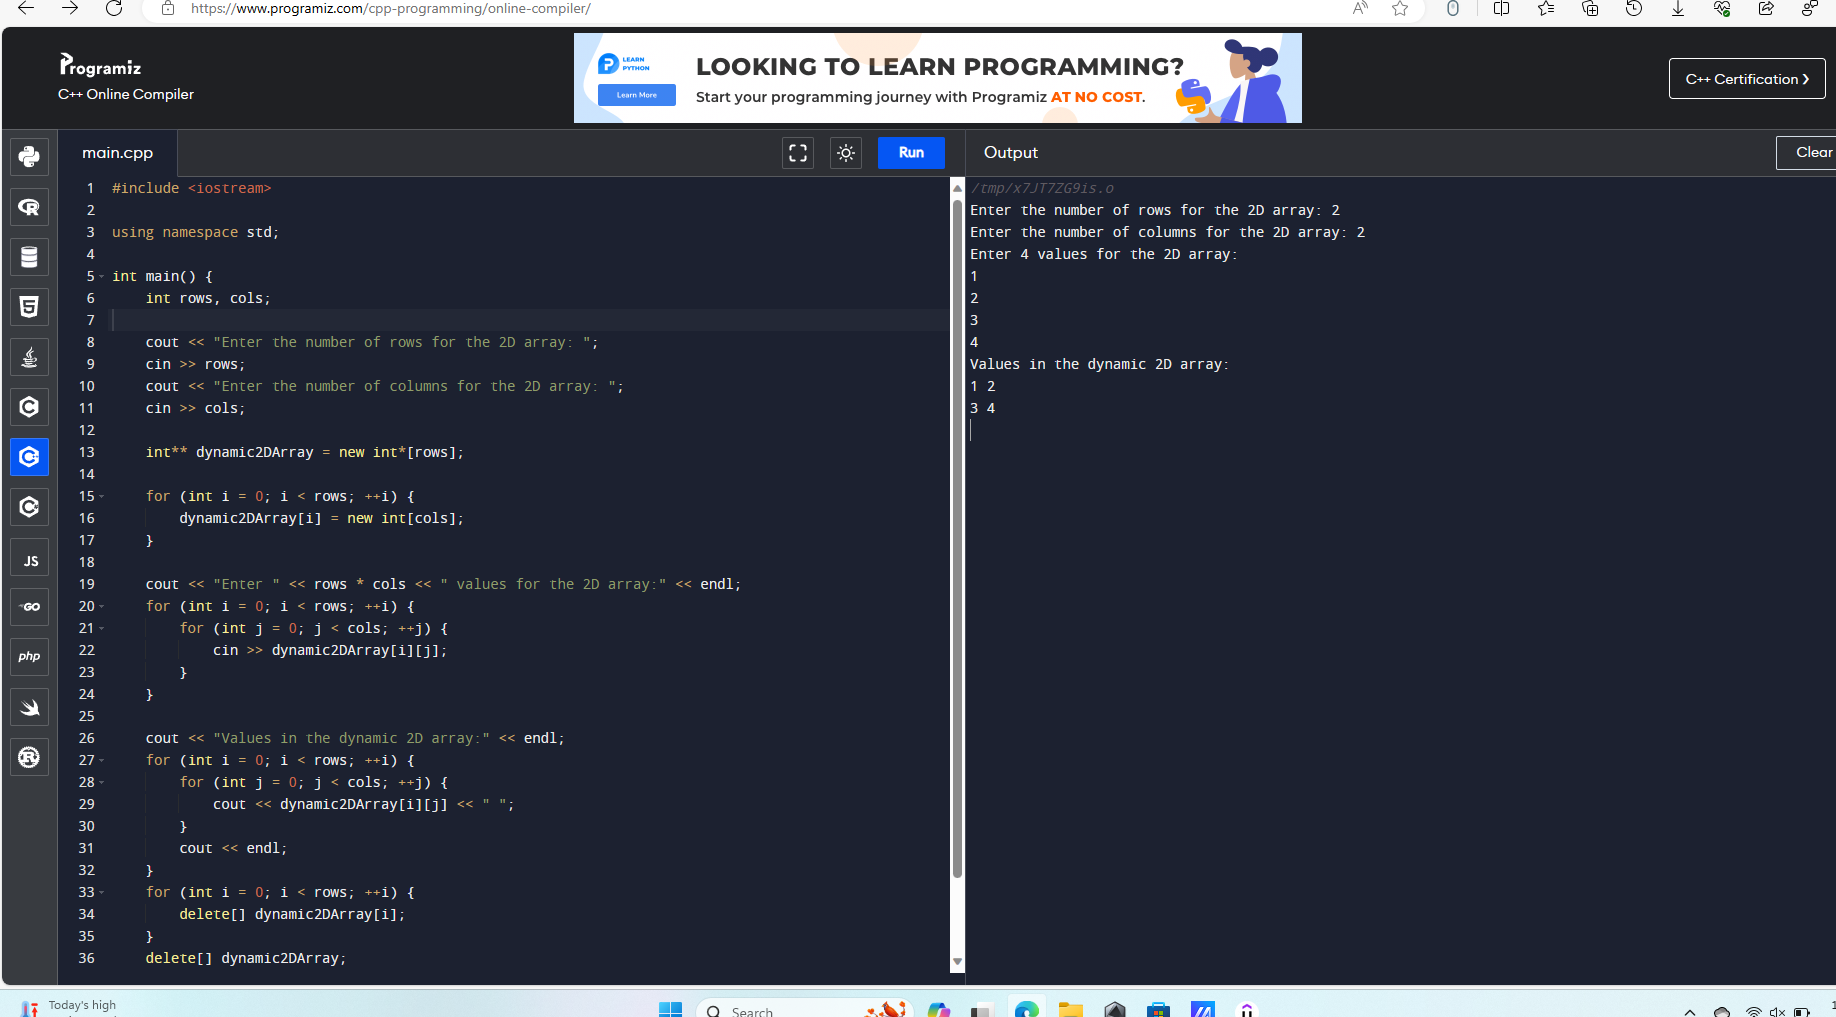 https://www.programiz.com/cpp-programming/online-compiler/
Programiz
C++ Online Compiler
LEARN
PYTHON
Learn More
LOOKING TO LEARN PROGRAMMING?
Start your programming journey with Programiz AT NO COST.
C++ Certification
main.cpp
Run
Output
Clear
1 #include <iostream>
2
3 using namespace std;
4
5 int main() {
6 int rows, cols;
7
8 cout << "Enter the number of rows for the 2D array: ";
9 cin >> rows;
10 cout << "Enter the number of columns for the 2D array: ";
11 cin >> cols;
12
13 int** dynamic2DArray = new int*[rows];
14
15 for (int i = 0; i < rows; ++i) {
16 dynamic2DArray[i] = new int[cols];
17 }
18
19 cout << "Enter " << rows * cols << " values for the 2D array:" << endl;
20 for (int i = 0; i < rows; ++i) {
21 for (int j = 0; j < cols; ++j) {
22 cin >> dynamic2DArray[i][j];
23 }
24 }
25
26 cout << "Values in the dynamic 2D array:" << endl;
27 for (int i = 0; i < rows; ++i) {
28 for (int j = 0; j < cols; ++j) {
29 cout << dynamic2DArray[i][j] << " ";
30 }
31 cout << endl;
32 }
33 for (int i = 0; i < rows; ++i) {
34 delete[] dynamic2DArray[i];
35 }
36 delete[] dynamic2DArray;
/tmp/x7JT7ZG9is.o
Enter the number of rows for the 2D array: 2
Enter the number of columns for the 2D array: 2
Enter 4 values for the 2D array:
1
2
3
4
Values in the dynamic 2D array:
1 2
3 4
JS
GO
php
Today's high
Search